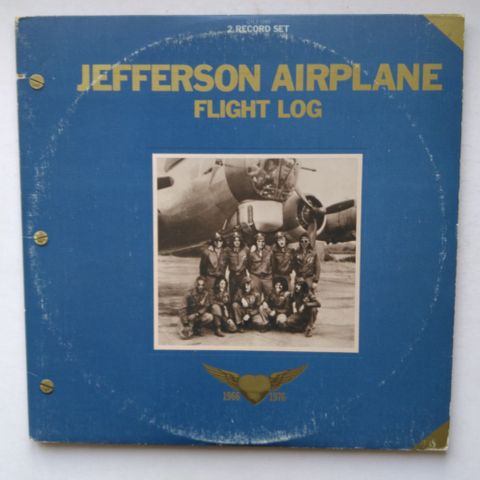 2 RECORD SET
JEFFERSON AIRPLANE
FLIGHT LOG
1966 1976